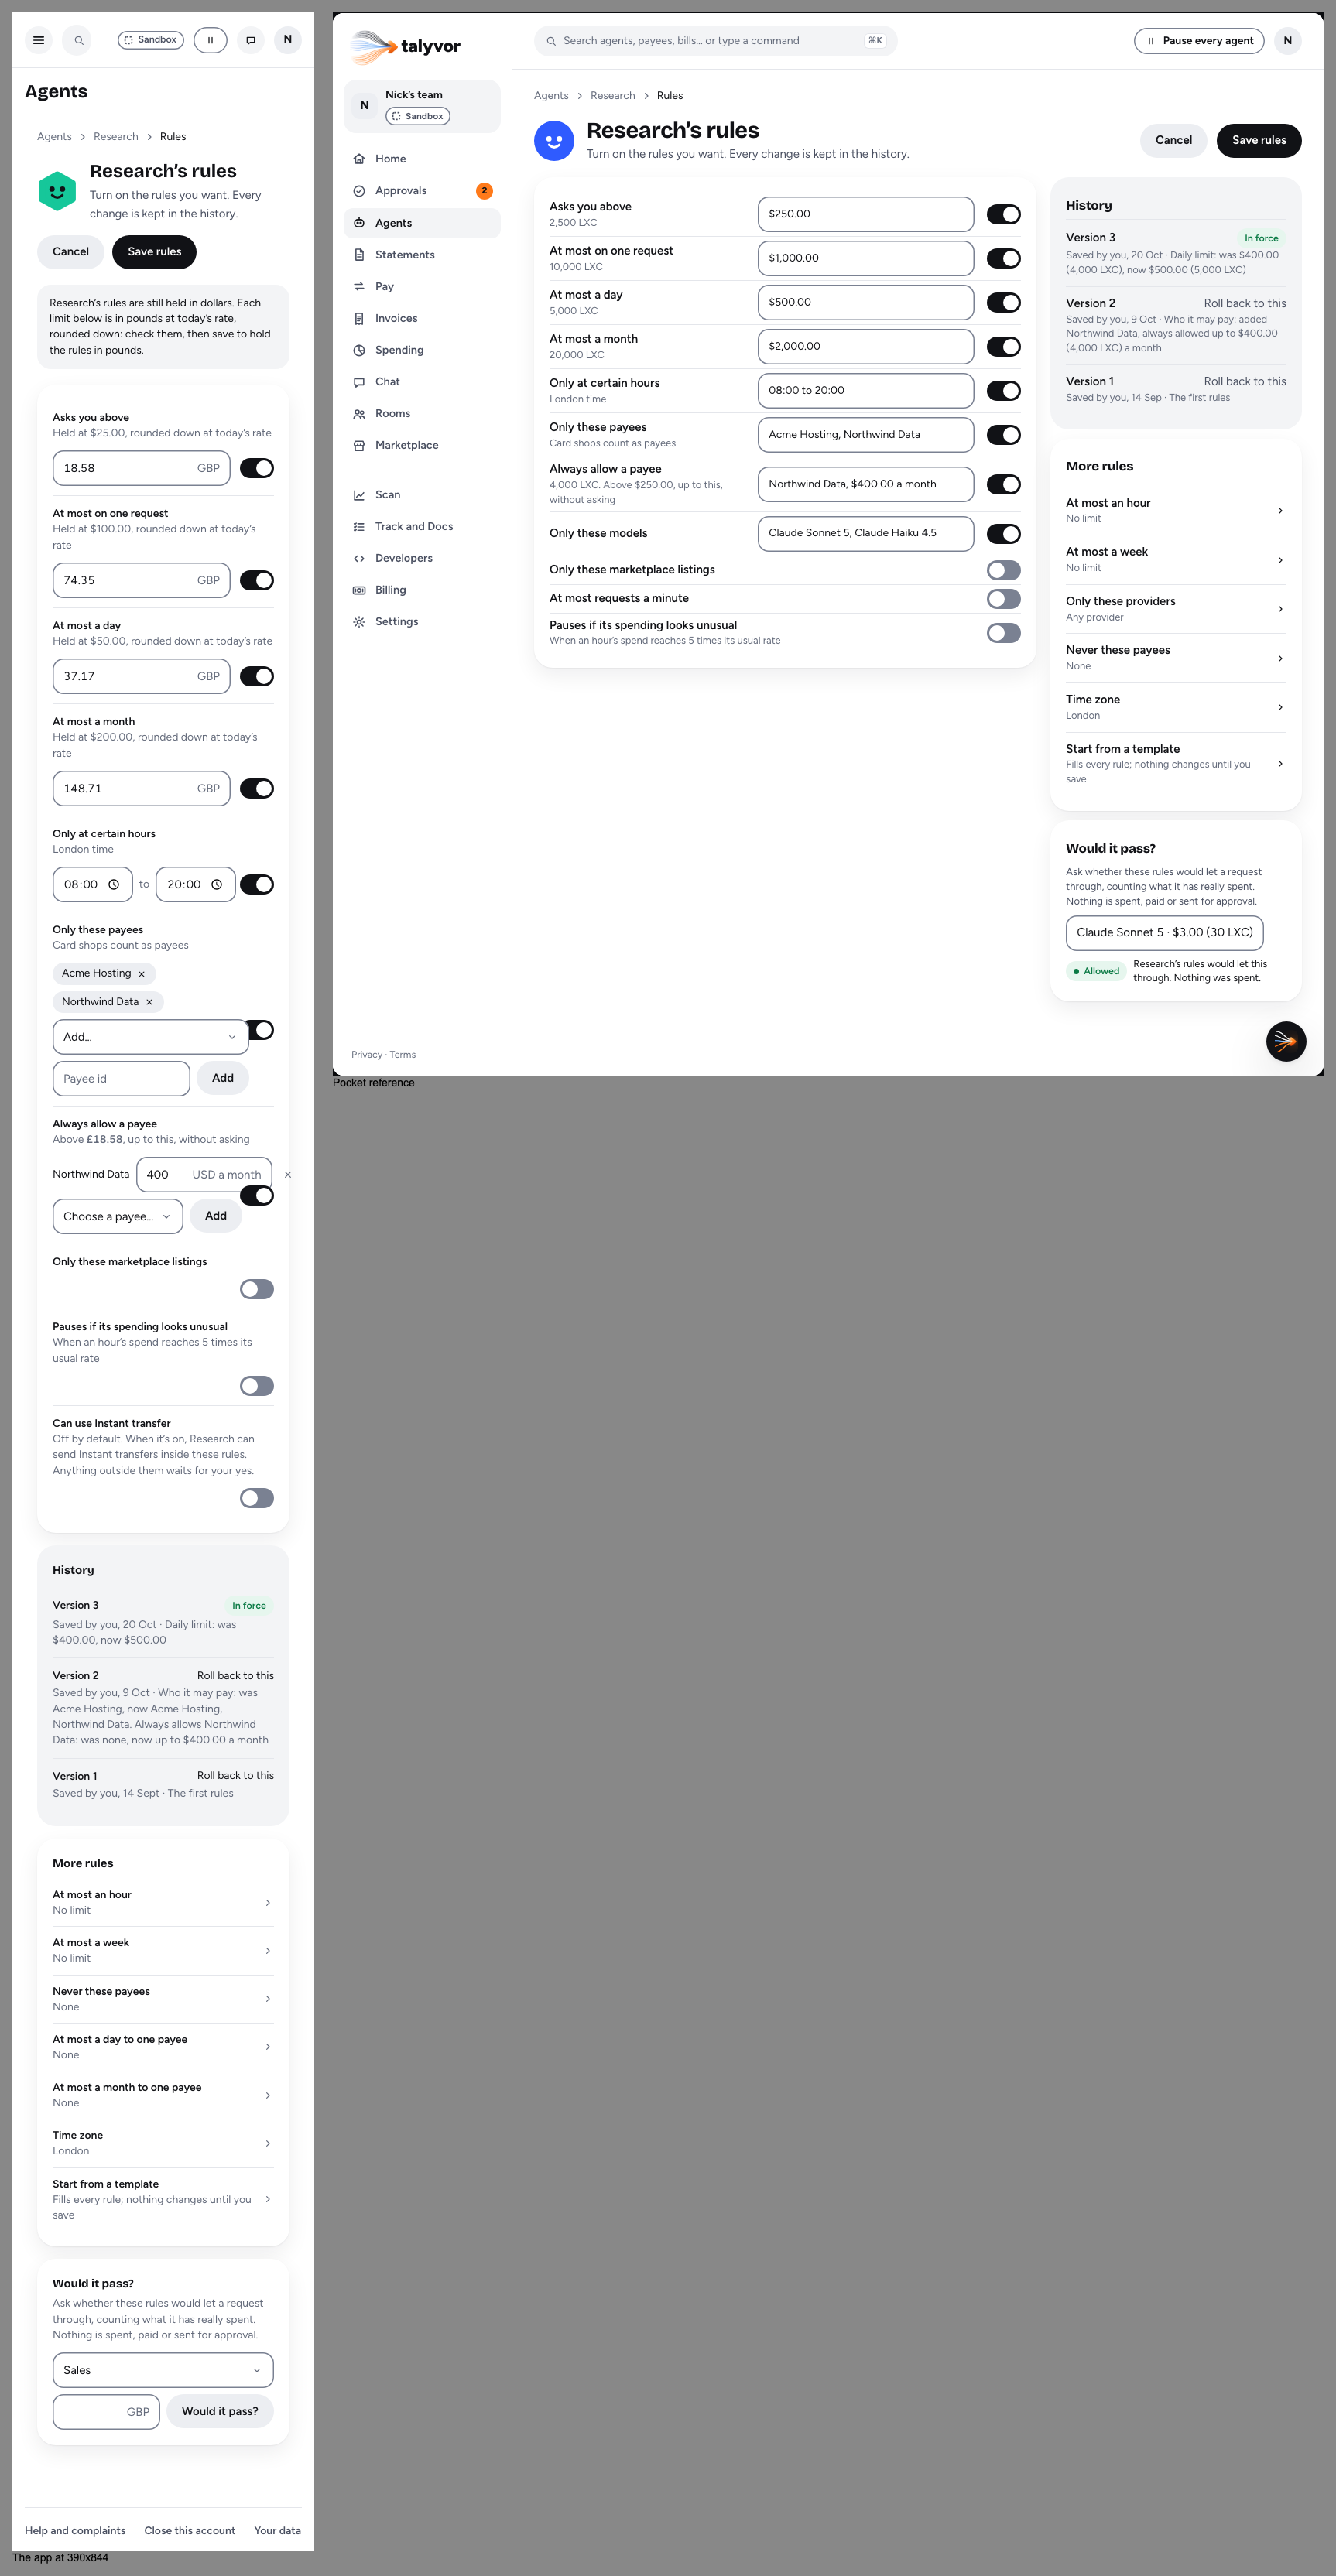 Sandbox
N
Agents
Agents > Research > Rules
Research's rules
Turn on the rules you want. Every
change is kept in the history.
Cancel
Save rules
Research's rules are still held in dollars. Each
limit below is in pounds at today's rate,
rounded down: check them, then save to hold
the rules in pounds.
Asks you above
Held at $25.00, rounded down at today's rate
18.58 GBP
At most on one request
Held at $100.00, rounded down at today's
rate
74.35 GBP
At most a day
Held at $50.00, rounded down at today's rate
37.17 GBP
At most a month
Held at $200.00, rounded down at today's
rate
148.71 GBP
Only at certain hours
London time
08:00 to 20:00
Only these payees
Card shops count as payees
Acme Hosting ×
Northwind Data ×
Add...
Payee id
Add
Always allow a payee
Above £18.58, up to this, without asking
Northwind Data 400 USD a month ×
Choose a payee...
Add
Only these marketplace listings
Pauses if its spending looks unusual
When an hour's spend reaches 5 times its
usual rate
Can use Instant transfer
Off by default. When it's on, Research can
send Instant transfers inside these rules.
Anything outside them waits for your yes.
History
Version 3 In force
Saved by you, 20 Oct · Daily limit: was
$400.00, now $500.00
Version 2 Roll back to this
Saved by you, 9 Oct · Who it may pay: was
Acme Hosting, now Acme Hosting,
Northwind Data. Always allows Northwind
Data: was none, now up to $400.00 a month
Version 1 Roll back to this
Saved by you, 14 Sept · The first rules
More rules
At most an hour
No limit
At most a week
No limit
Never these payees
None
At most a day to one payee
None
At most a month to one payee
None
Time zone
London
Start from a template
Fills every rule; nothing changes until you
save
Would it pass?
Ask whether these rules would let a request
through, counting what it has really spent.
Nothing is spent, paid or sent for approval.
Sales
GBP
Would it pass?
Help and complaints Close this account Your data
The app at 390x844
talyvor
N
Nick's team
Sandbox
Home
Approvals 2
Agents
Statements
Pay
Invoices
Spending
Chat
Rooms
Marketplace
Scan
Track and Docs
Developers
Billing
Settings
Privacy · Terms
Search agents, payees, bills... or type a command ⌘K
Pause every agent
N
Agents > Research > Rules
Research's rules
Turn on the rules you want. Every change is kept in the history.
Cancel
Save rules
Asks you above
2,500 LXC
$250.00
At most on one request
10,000 LXC
$1,000.00
At most a day
5,000 LXC
$500.00
At most a month
20,000 LXC
$2,000.00
Only at certain hours
London time
08:00 to 20:00
Only these payees
Card shops count as payees
Acme Hosting, Northwind Data
Always allow a payee
4,000 LXC. Above $250.00, up to this,
without asking
Northwind Data, $400.00 a month
Only these models
Claude Sonnet 5, Claude Haiku 4.5
Only these marketplace listings
At most requests a minute
Pauses if its spending looks unusual
When an hour's spend reaches 5 times its usual rate
History
Version 3 In force
Saved by you, 20 Oct · Daily limit: was $400.00
(4,000 LXC), now $500.00 (5,000 LXC)
Version 2 Roll back to this
Saved by you, 9 Oct · Who it may pay: added
Northwind Data, always allowed up to $400.00
(4,000 LXC) a month
Version 1 Roll back to this
Saved by you, 14 Sep · The first rules
More rules
At most an hour
No limit
At most a week
No limit
Only these providers
Any provider
Never these payees
None
Time zone
London
Start from a template
Fills every rule; nothing changes until you
save
Would it pass?
Ask whether these rules would let a request
through, counting what it has really spent.
Nothing is spent, paid or sent for approval.
Claude Sonnet 5 · $3.00 (30 LXC)
Allowed
Research's rules would let this
through. Nothing was spent.
Pocket reference